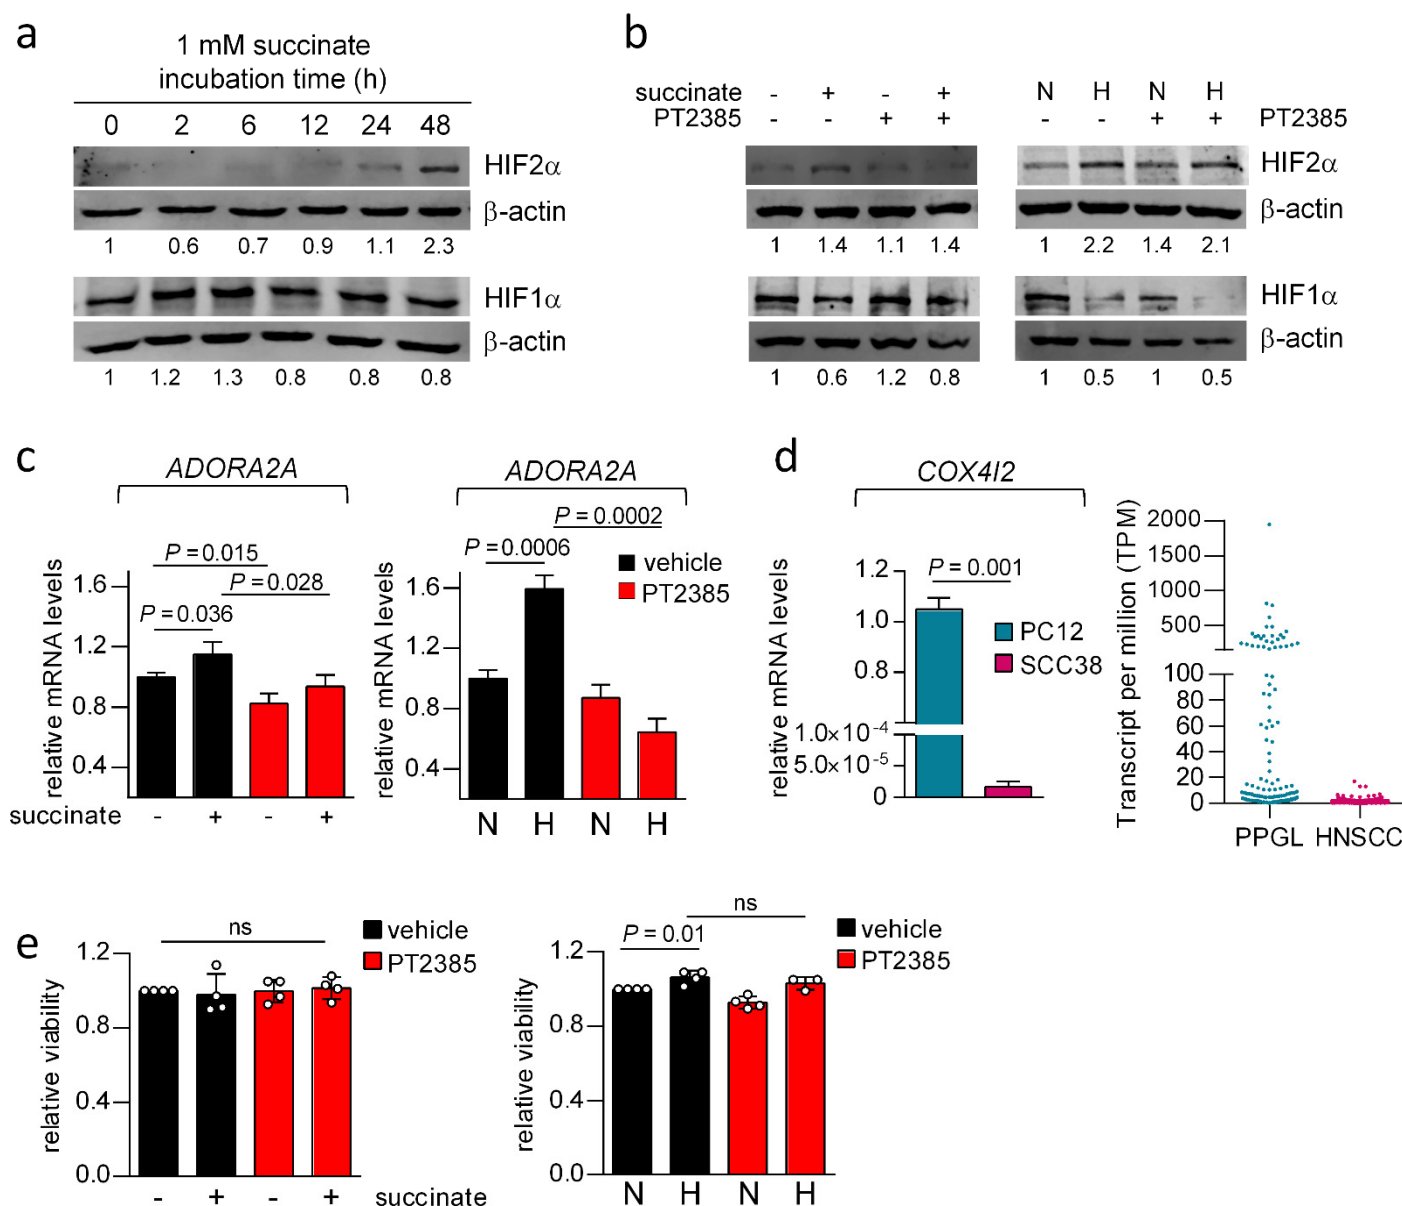 a
1 mM succinate
incubation time (h)
0 2 6 12 24 48
HIF2α
β-actin
1 0.6 0.7 0.9 1.1 2.3
HIF1α
β-actin
1 1.2 1.3 0.8 0.8 0.8
b
succinate - + - +
PT2385 - - + +
N H N H
- - + + PT2385
HIF2α
β-actin
1 1.4 1.1 1.4
1 2.2 1.4 2.1
HIF1α
β-actin
1 0.6 1.2 0.8
1 0.5 1 0.5
c
ADORA2A
relative mRNA levels
1.6
1.2
0.8
0.4
P = 0.015
P = 0.028
P = 0.036
succinate - + - +
ADORA2A
relative mRNA levels
1.6
1.2
0.8
0.4
P = 0.0002
P = 0.0006
vehicle
PT2385
N H N H
d
COX4I2
relative mRNA levels
1.2
1.0
0.8
1.0×10⁻⁴
5.0×10⁻⁵
0
P = 0.001
PC12
SCC38
Transcript per million (TPM)
2000
1500
1000
500
100
80
60
40
20
0
PPGL HNSCC
e
relative viability
1.2
0.8
0.4
0.0
ns
vehicle
PT2385
- + - + succinate
relative viability
1.2
0.8
0.4
0.0
ns
P = 0.01
vehicle
PT2385
N H N H